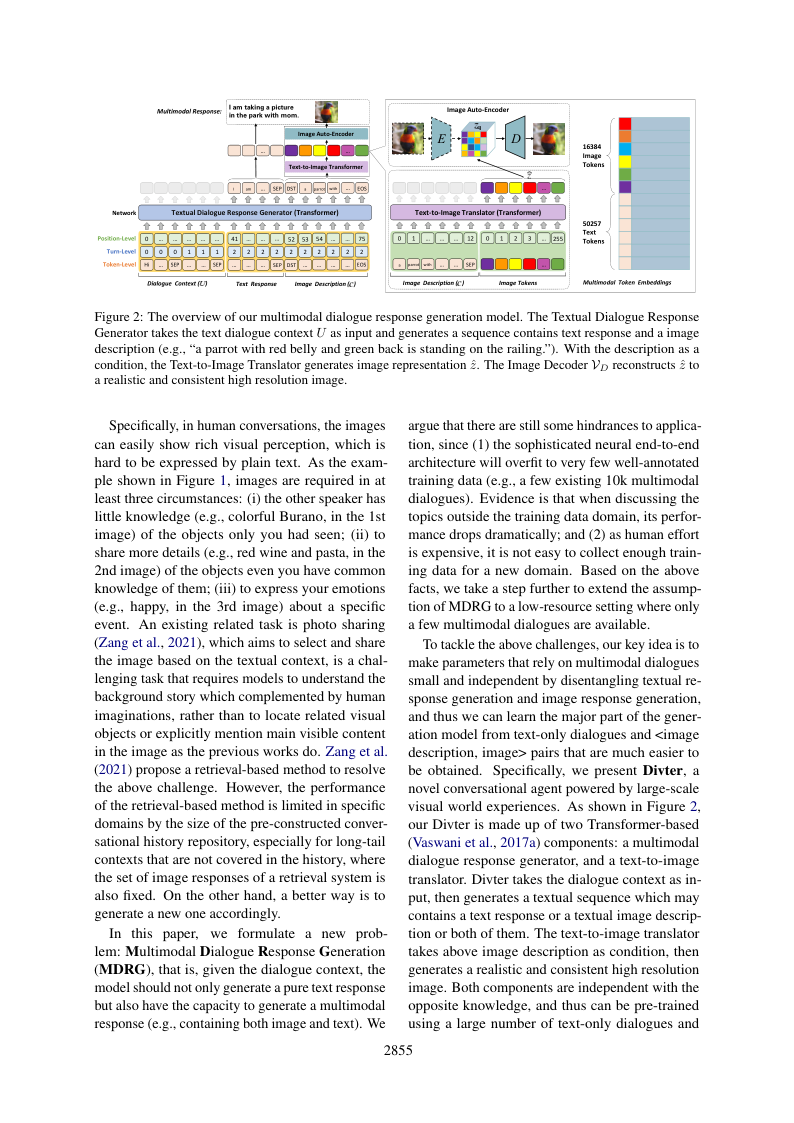 Multimodal Response:
I am taking a picture
in the park with mom.
Image Auto-Encoder
...
...
Text-to-Image Transformer
I am ... SEP DST a parrot with ... EOS
Network
Textual Dialogue Response Generator (Transformer)
Position-Level 0 ... ... ... ... ... 41 ... ... ... 52 53 54 ... ... 75
Turn-Level 0 0 0 1 1 1 2 2 2 2 2 2 2 2 2 2
Token-Level Hi ... SEP ... ... SEP ... ... ... SEP DST ... ... ... ... EOS
Dialogue Context (U) Text Response Image Description (C)
Image Auto-Encoder
E
D
ẑ
...
Text-to-Image Translator (Transformer)
0 1 ... ... ... 12 0 1 2 3 ... 255
a parrot with ... ... SEP ...
Image Description (C) Image Tokens
16384
Image
Tokens
50257
Text
Tokens
Multimodal Token Embeddings
Figure 2: The overview of our multimodal dialogue response generation model. The Textual Dialogue Response
Generator takes the text dialogue context U as input and generates a sequence contains text response and a image
description (e.g., “a parrot with red belly and green back is standing on the railing.”). With the description as a
condition, the Text-to-Image Translator generates image representation ẑ. The Image Decoder V_D reconstructs ẑ to
a realistic and consistent high resolution image.
Specifically, in human conversations, the images
can easily show rich visual perception, which is
hard to be expressed by plain text. As the exam-
ple shown in Figure 1, images are required in at
least three circumstances: (i) the other speaker has
little knowledge (e.g., colorful Burano, in the 1st
image) of the objects only you had seen; (ii) to
share more details (e.g., red wine and pasta, in the
2nd image) of the objects even you have common
knowledge of them; (iii) to express your emotions
(e.g., happy, in the 3rd image) about a specific
event. An existing related task is photo sharing
(Zang et al., 2021), which aims to select and share
the image based on the textual context, is a chal-
lenging task that requires models to understand the
background story which complemented by human
imaginations, rather than to locate related visual
objects or explicitly mention main visible content
in the image as the previous works do. Zang et al.
(2021) propose a retrieval-based method to resolve
the above challenge. However, the performance
of the retrieval-based method is limited in specific
domains by the size of the pre-constructed conver-
sational history repository, especially for long-tail
contexts that are not covered in the history, where
the set of image responses of a retrieval system is
also fixed. On the other hand, a better way is to
generate a new one accordingly.
In this paper, we formulate a new prob-
lem: Multimodal Dialogue Response Generation
(MDRG), that is, given the dialogue context, the
model should not only generate a pure text response
but also have the capacity to generate a multimodal
response (e.g., containing both image and text). We
argue that there are still some hindrances to applica-
tion, since (1) the sophisticated neural end-to-end
architecture will overfit to very few well-annotated
training data (e.g., a few existing 10k multimodal
dialogues). Evidence is that when discussing the
topics outside the training data domain, its perfor-
mance drops dramatically; and (2) as human effort
is expensive, it is not easy to collect enough train-
ing data for a new domain. Based on the above
facts, we take a step further to extend the assump-
tion of MDRG to a low-resource setting where only
a few multimodal dialogues are available.
To tackle the above challenges, our key idea is to
make parameters that rely on multimodal dialogues
small and independent by disentangling textual re-
sponse generation and image response generation,
and thus we can learn the major part of the gener-
ation model from text-only dialogues and <image
description, image> pairs that are much easier to
be obtained. Specifically, we present Divter, a
novel conversational agent powered by large-scale
visual world experiences. As shown in Figure 2,
our Divter is made up of two Transformer-based
(Vaswani et al., 2017a) components: a multimodal
dialogue response generator, and a text-to-image
translator. Divter takes the dialogue context as in-
put, then generates a textual sequence which may
contains a text response or a textual image descrip-
tion or both of them. The text-to-image translator
takes above image description as condition, then
generates a realistic and consistent high resolution
image. Both components are independent with the
opposite knowledge, and thus can be pre-trained
using a large number of text-only dialogues and
2855